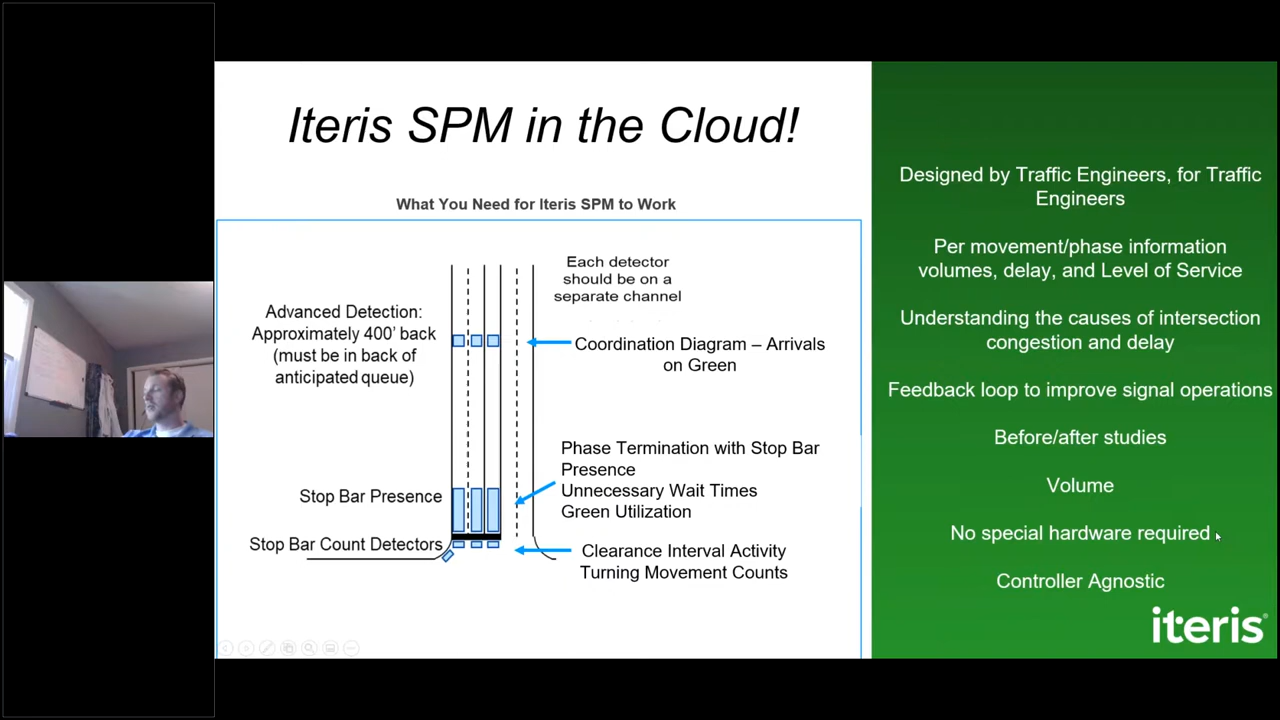 Iteris SPM in the Cloud!
What You Need for Iteris SPM to Work
Each detector
should be on a
separate channel
Advanced Detection:
Approximately 400' back
(must be in back of
anticipated queue)
Coordination Diagram – Arrivals
on Green
Phase Termination with Stop Bar
Presence
Unnecessary Wait Times
Green Utilization
Stop Bar Presence
Stop Bar Count Detectors
Clearance Interval Activity
Turning Movement Counts
Designed by Traffic Engineers, for Traffic
Engineers
Per movement/phase information
volumes, delay, and Level of Service
Understanding the causes of intersection
congestion and delay
Feedback loop to improve signal operations
Before/after studies
Volume
No special hardware required
Controller Agnostic
iteris